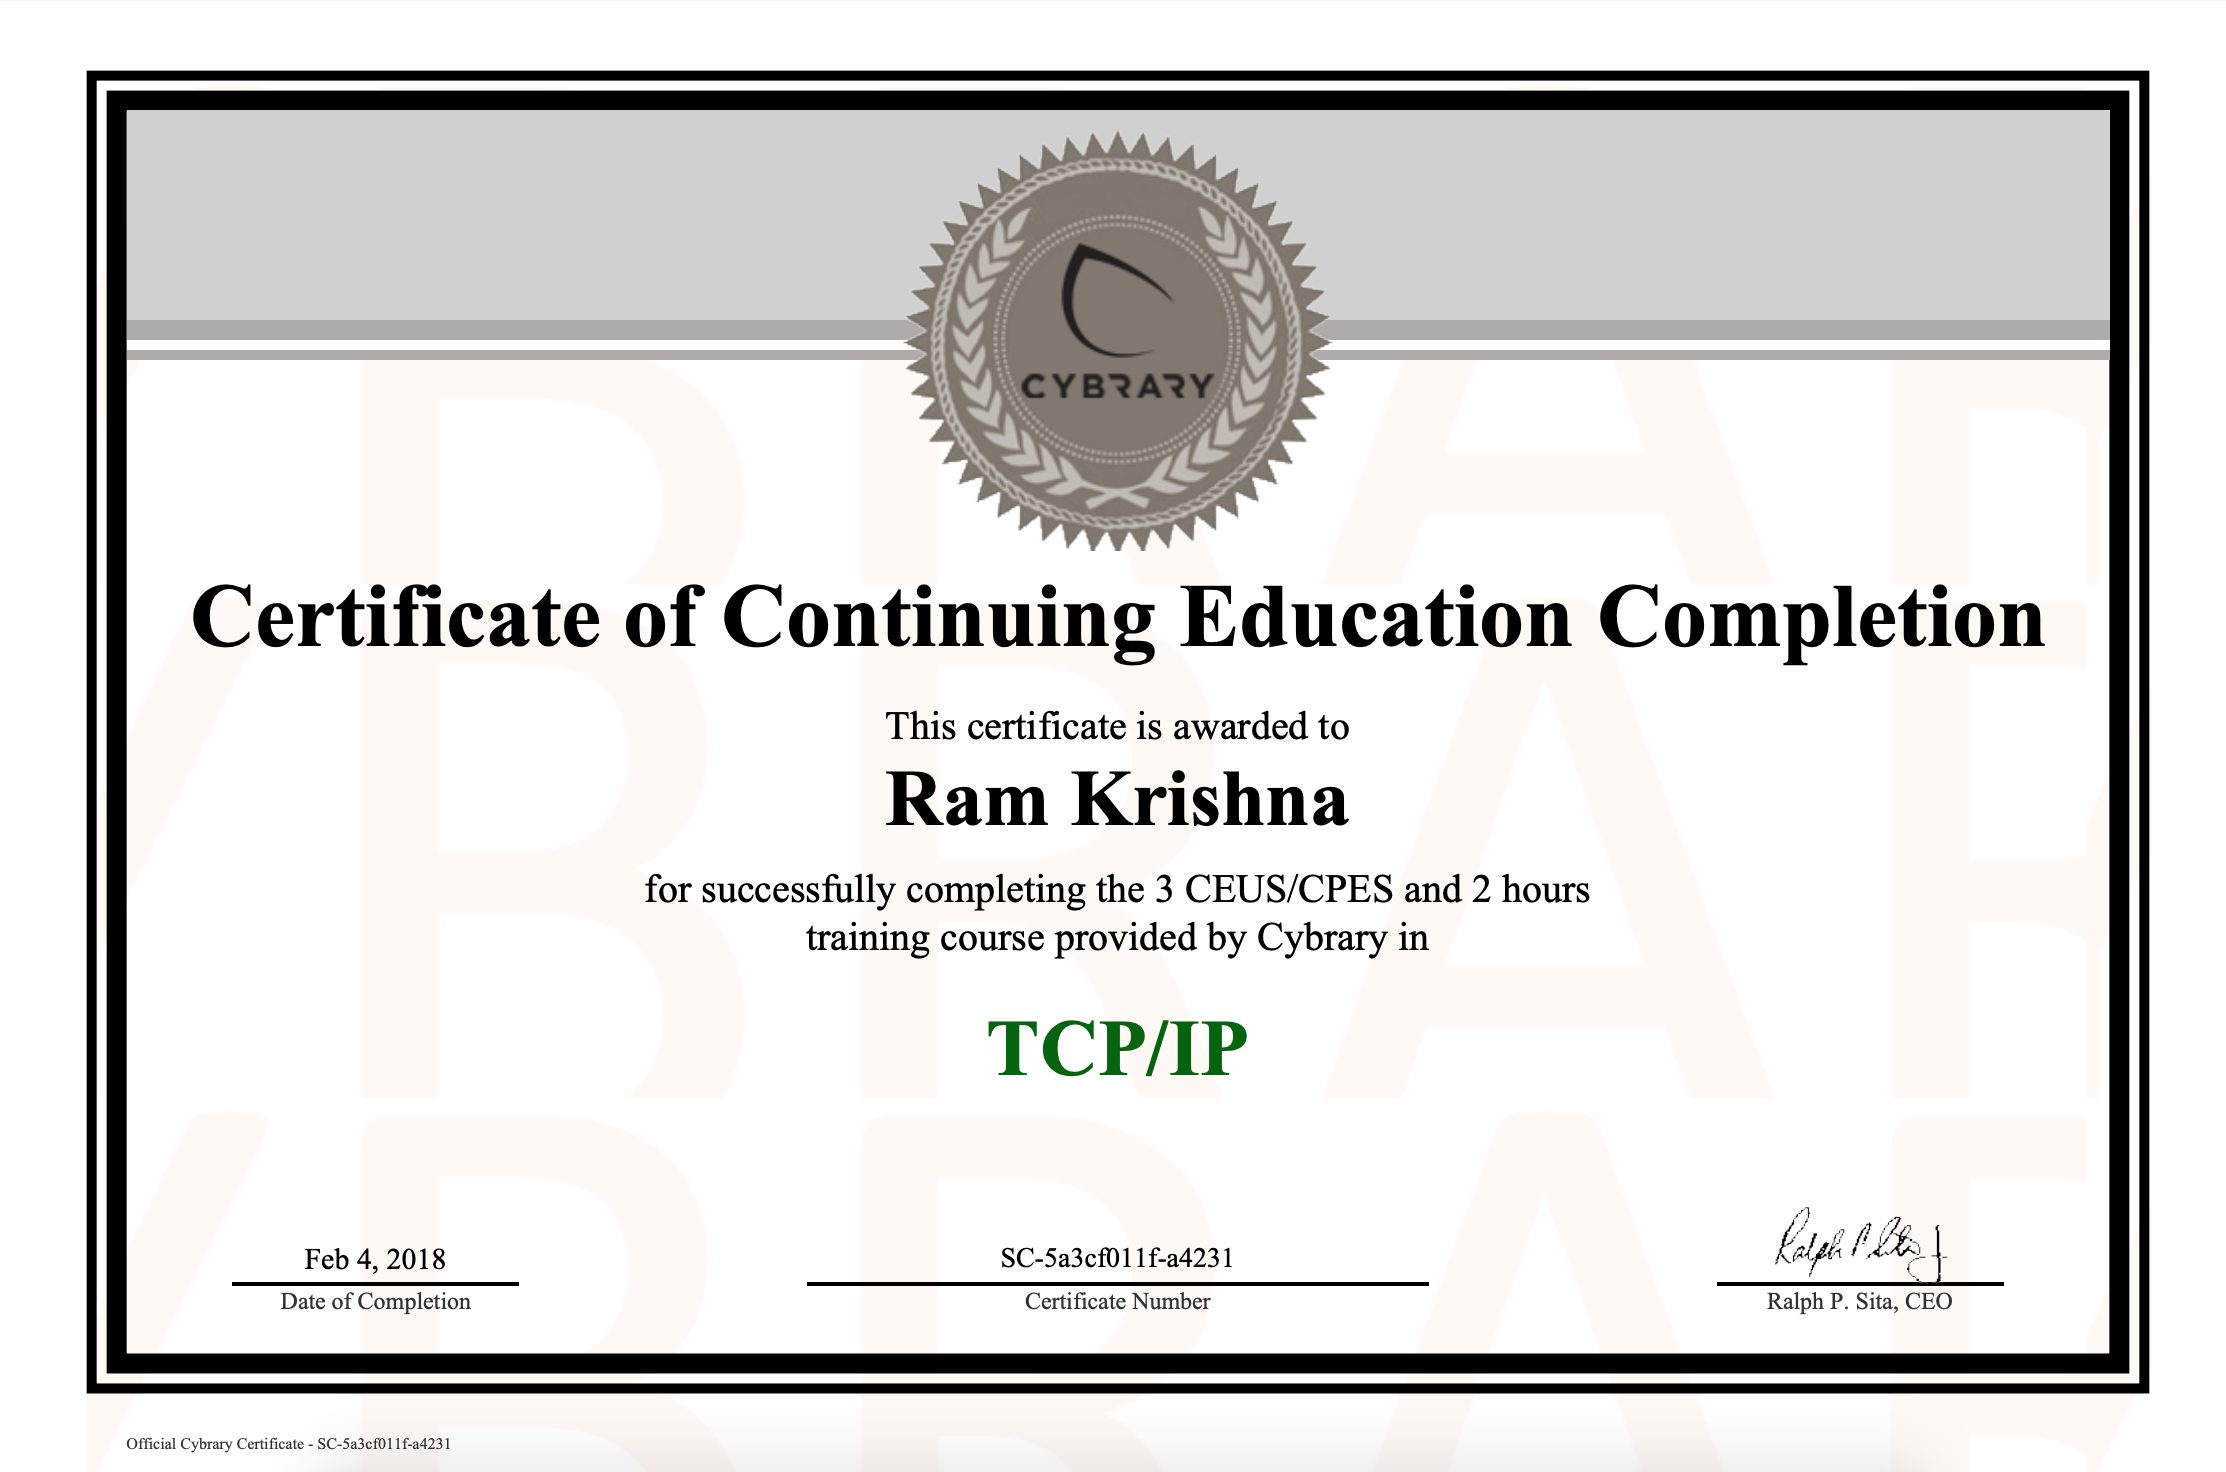 CYBRARY
Certificate of Continuing Education Completion
This certificate is awarded to
Ram Krishna
for successfully completing the 3 CEUS/CPES and 2 hours
training course provided by Cybrary in
TCP/IP
Ralph P Sita J
Feb 4, 2018
SC-5a3cf011f-a4231
Date of Completion
Certificate Number
Ralph P. Sita, CEO
Official Cybrary Certificate - SC-5a3cf011f-a4231